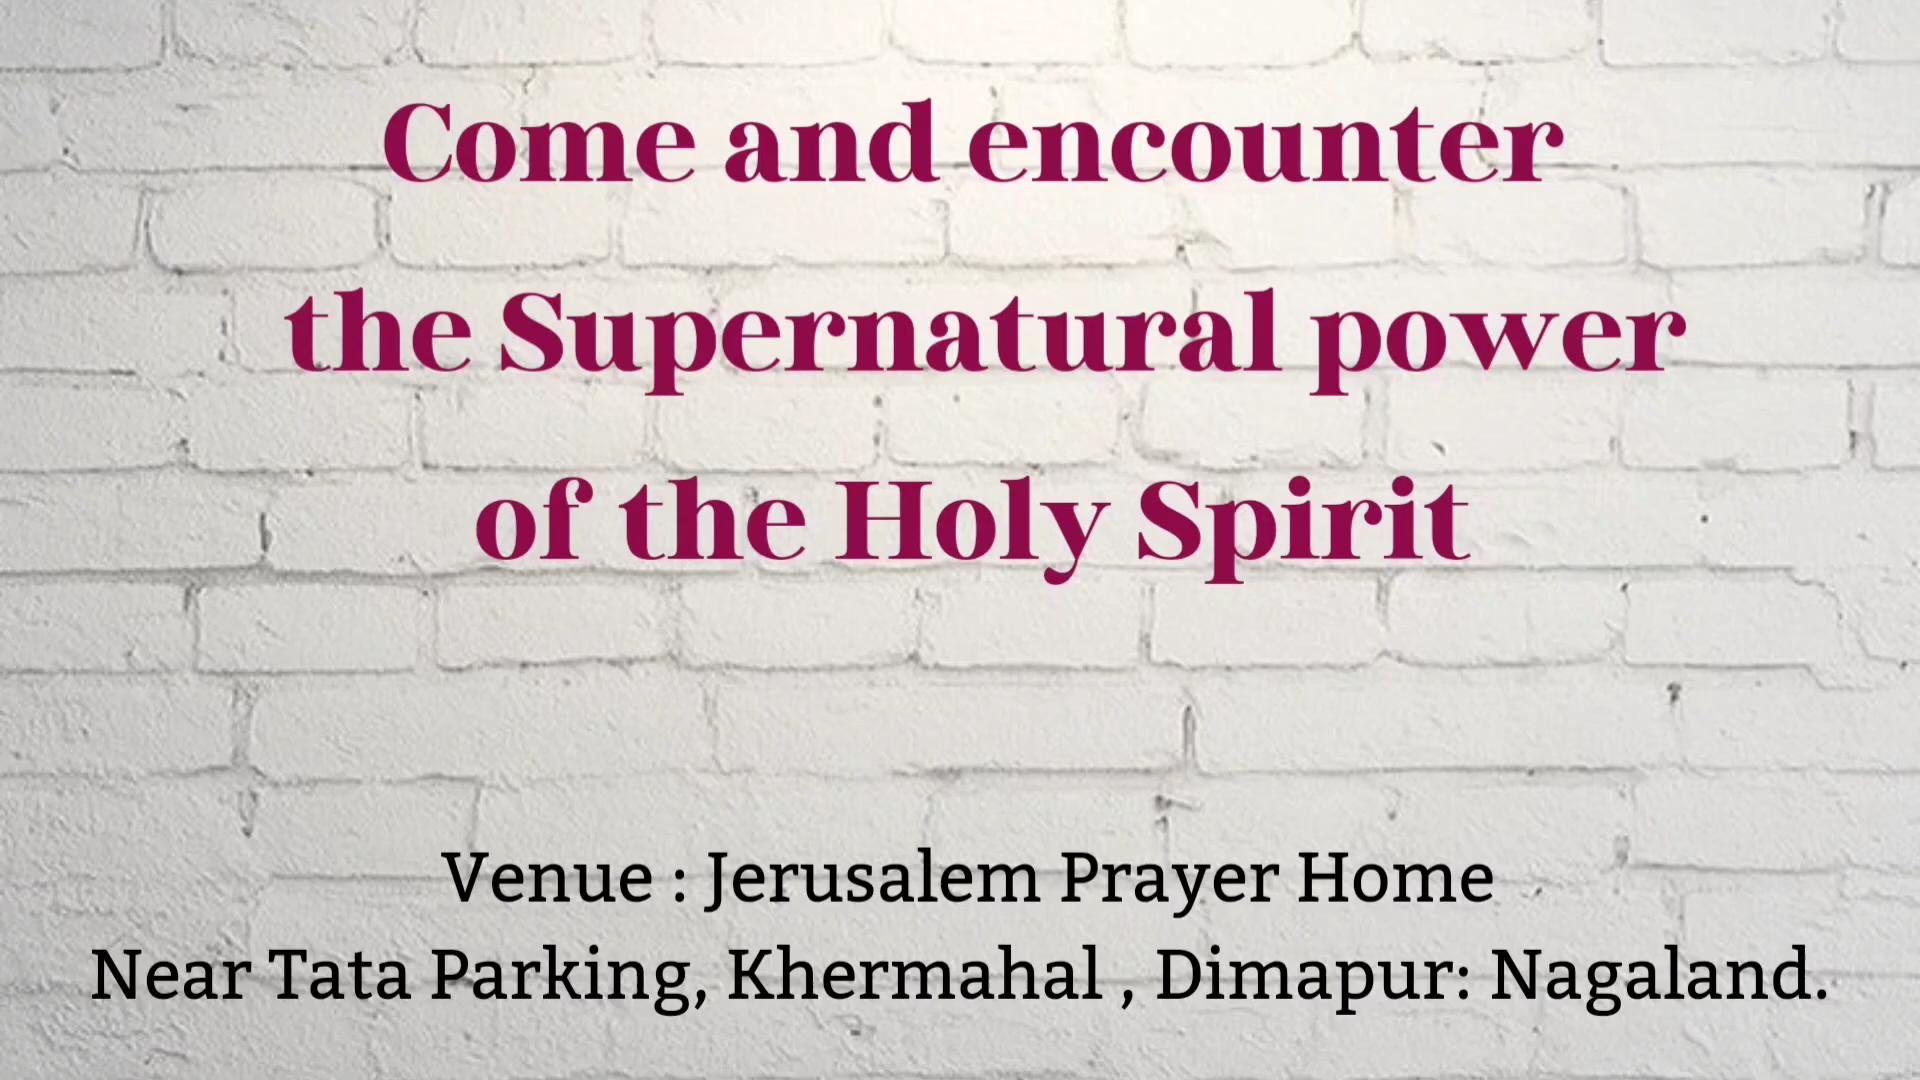 Come and encounter
the Supernatural power
of the Holy Spirit
Venue : Jerusalem Prayer Home
Near Tata Parking, Khermahal , Dimapur: Nagaland.